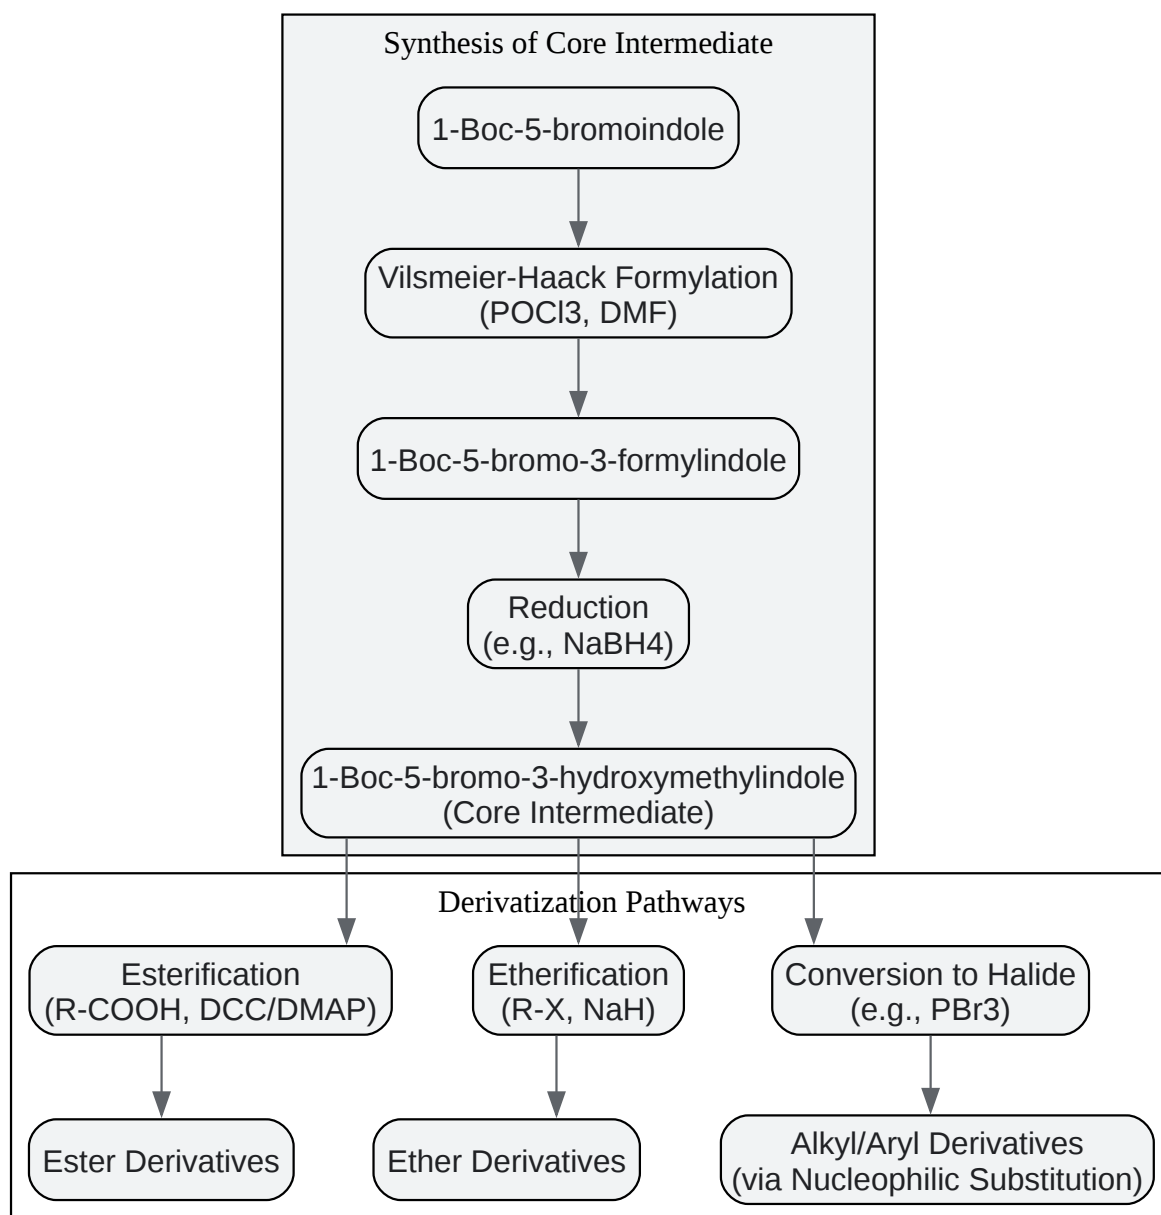 Synthesis of Core Intermediate
1-Boc-5-bromoindole
Vilsmeier-Haack Formylation
(POCl3, DMF)
1-Boc-5-bromo-3-formylindole
Reduction
(e.g., NaBH4)
1-Boc-5-bromo-3-hydroxymethylindole
(Core Intermediate)
Derivatization Pathways
Esterification
(R-COOH, DCC/DMAP)
Etherification
(R-X, NaH)
Conversion to Halide
(e.g., PBr3)
Ester Derivatives
Ether Derivatives
Alkyl/Aryl Derivatives
(via Nucleophilic Substitution)